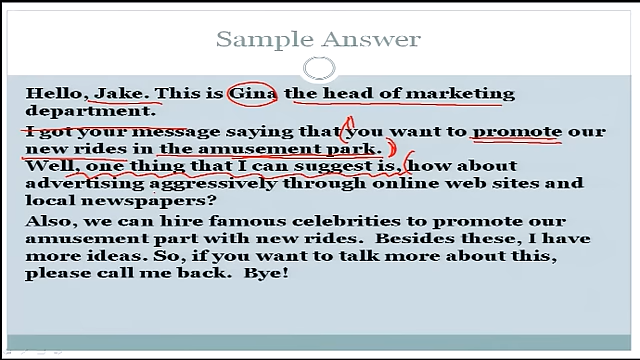 Sample Answer
Hello, Jake. This is Gina the head of marketing
department.
I got your message saying that you want to promote our
new rides in the amusement park.
Well, one thing that I can suggest is, how about
advertising aggressively through online web sites and
local newspapers?
Also, we can hire famous celebrities to promote our
amusement part with new rides. Besides these, I have
more ideas. So, if you want to talk more about this,
please call me back. Bye!